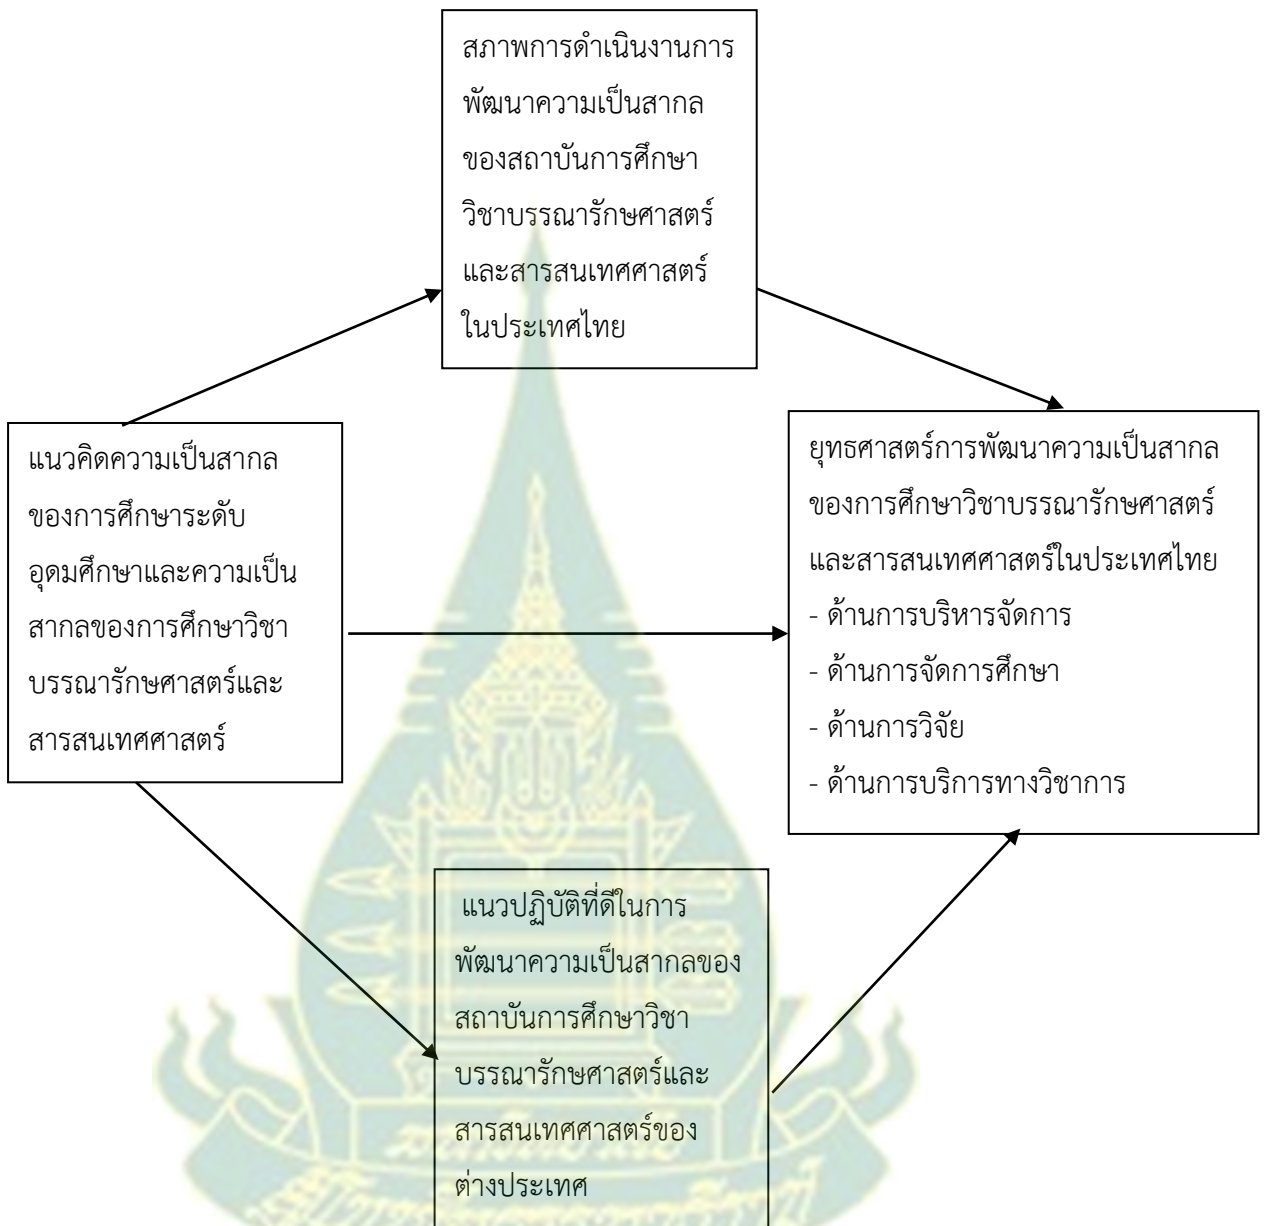 สภาพการดำเนินงานการ
พัฒนาความเป็นสากล
ของสถาบันการศึกษา
วิชาบรรณารักษศาสตร์
และสารสนเทศศาสตร์
ในประเทศไทย
แนวคิดความเป็นสากล
ของการศึกษาระดับ
อุดมศึกษาและความเป็น
สากลของการศึกษาวิชา
บรรณารักษศาสตร์และ
สารสนเทศศาสตร์
ยุทธศาสตร์การพัฒนาความเป็นสากล
ของการศึกษาวิชาบรรณารักษศาสตร์
และสารสนเทศศาสตร์ในประเทศไทย
- ด้านการบริหารจัดการ
- ด้านการจัดการศึกษา
- ด้านการวิจัย
- ด้านการบริการทางวิชาการ
แนวปฏิบัติที่ดีในการ
พัฒนาความเป็นสากลของ
สถาบันการศึกษาวิชา
บรรณารักษศาสตร์และ
สารสนเทศศาสตร์ของ
ต่างประเทศ